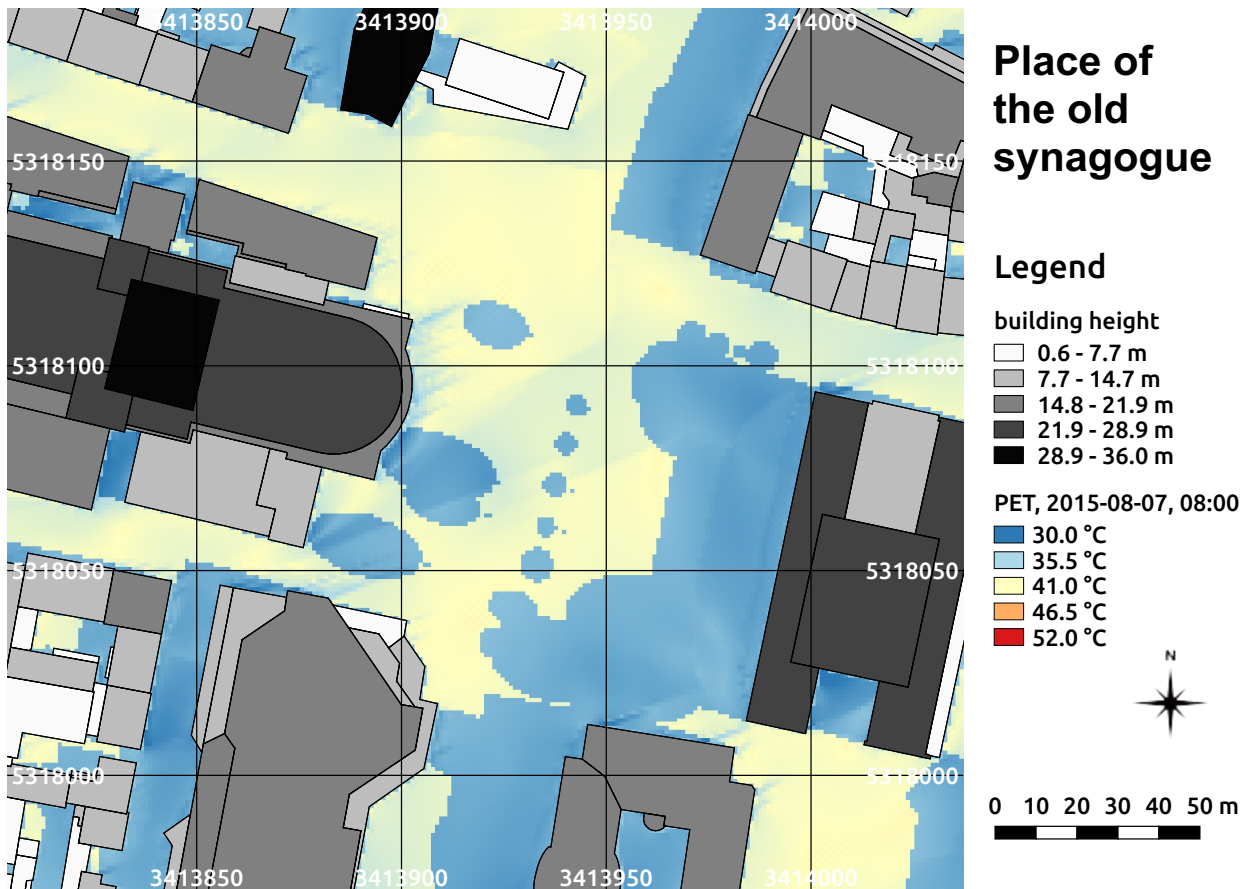 3413850 3413900 3413950 3414000
5318150 5318150
5318100 5318100
5318050 5318050
5318000 5318000
3413850 3413900 3413950 3414000
Place of
the old
synagogue
Legend
building height
0.6 - 7.7 m
7.7 - 14.7 m
14.8 - 21.9 m
21.9 - 28.9 m
28.9 - 36.0 m
PET, 2015-08-07, 08:00
30.0 °C
35.5 °C
41.0 °C
46.5 °C
52.0 °C
N
0 10 20 30 40 50 m